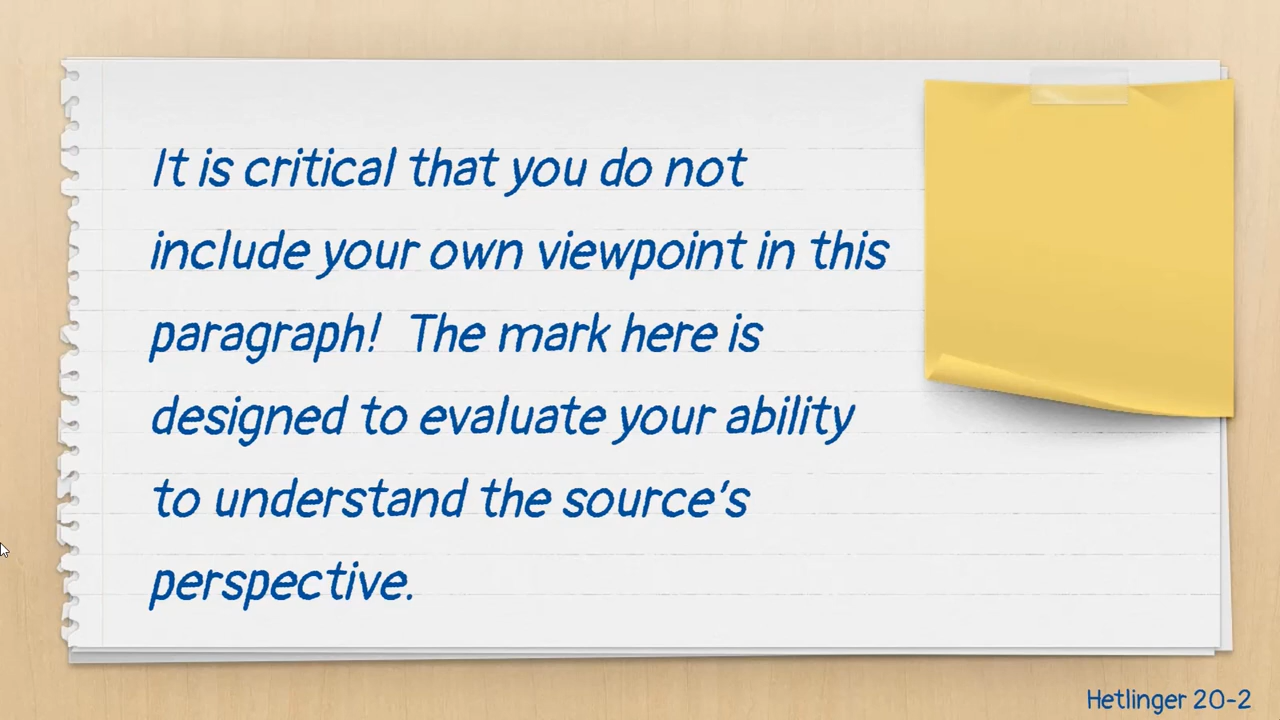 It is critical that you do not
include your own viewpoint in this
paragraph!  The mark here is
designed to evaluate your ability
to understand the source's
perspective.
Hetlinger 20-2